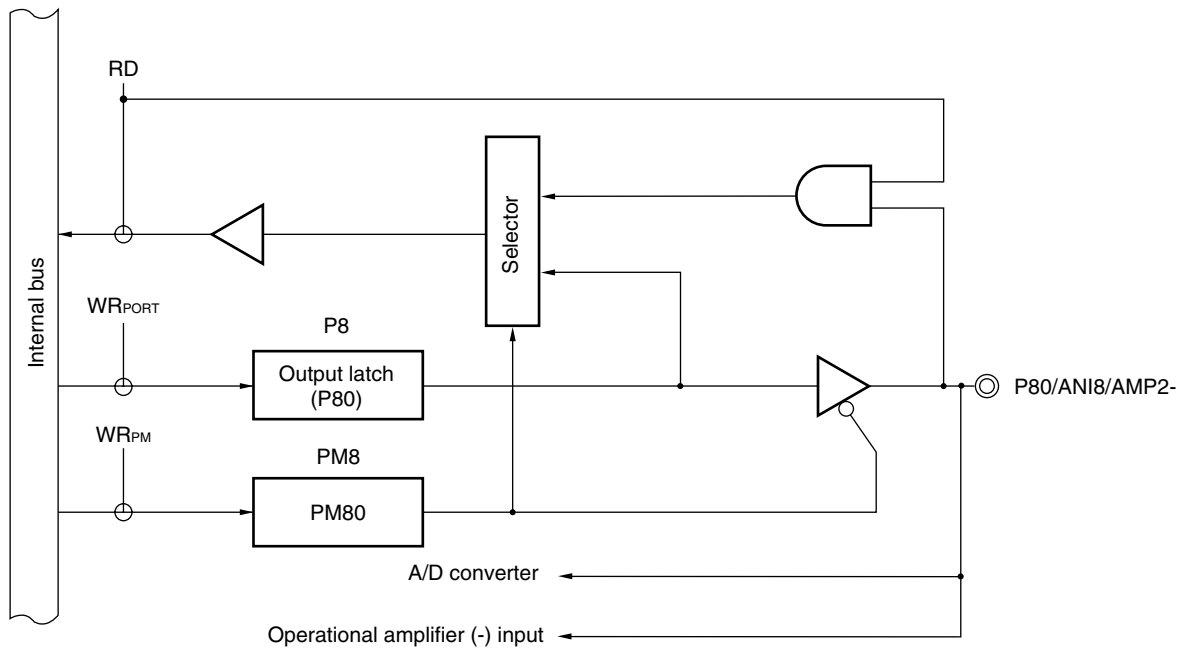 RD
Internal bus
Selector
WRPORT
P8
Output latch
(P80)
P80/ANI8/AMP2-
WRPM
PM8
PM80
A/D converter
Operational amplifier (-) input